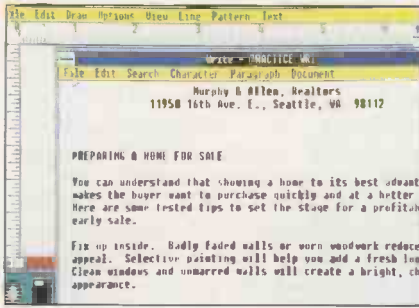 File Edit Draw Options View Line Pattern Text
Write - PRACTICE.WRI
File Edit Search Character Paragraph Document
Murphy & Allen, Realtors
11950 16th Ave. E., Seattle, WA 98112
PREPARING A HOME FOR SALE
You can understand that showing a home to its best advant
makes the buyer want to purchase quickly and at a better
Here are some tested tips to set the stage for a profitab
early sale.
Fix up inside. Badly faded walls or worn woodwork reduce
appeal. Selective painting will help you add a fresh loo
Clean windows and unmarred walls will create a bright, ch
appearance.